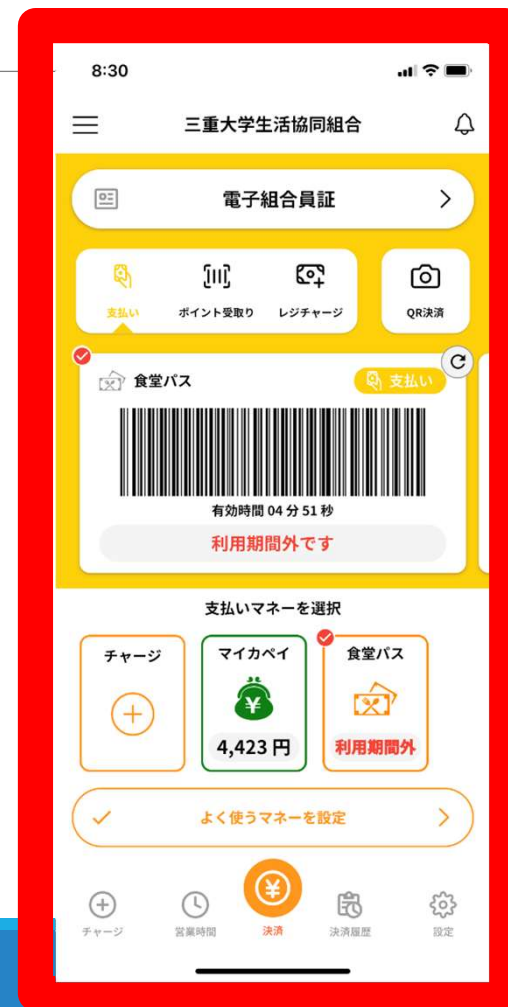 8:30
三重大学生活協同組合
電子組合員証
支払い
ポイント受取り
レジチャージ
QR決済
食堂パス
支払い
有効時間 04 分 51 秒
利用期間外です
支払いマネーを選択
チャージ
マイカペイ
食堂パス
¥
4,423 円
利用期間外
よく使うマネーを設定
¥
チャージ
営業時間
決済
決済履歴
設定